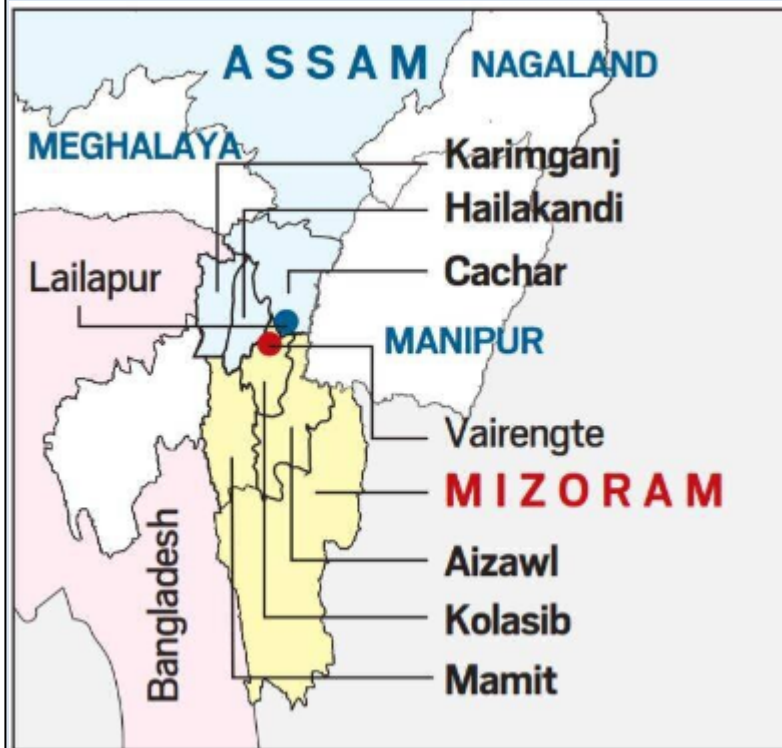 ASSAM
NAGALAND
MEGHALAYA
Karimganj
Hailakandi
Lailapur
Cachar
MANIPUR
Vairengte
MIZORAM
Bangladesh
Aizawl
Kolasib
Mamit